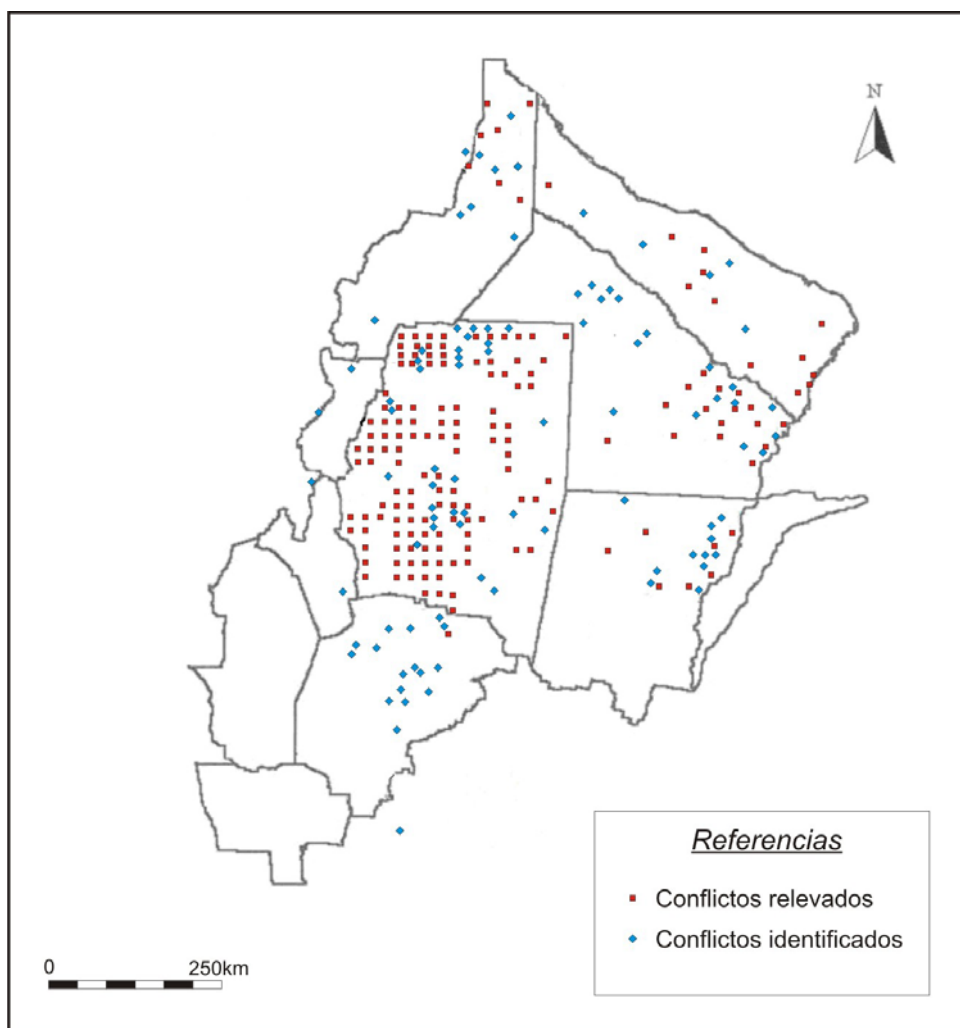 N
Referencias
Conflictos relevados
Conflictos identificados
0 250km